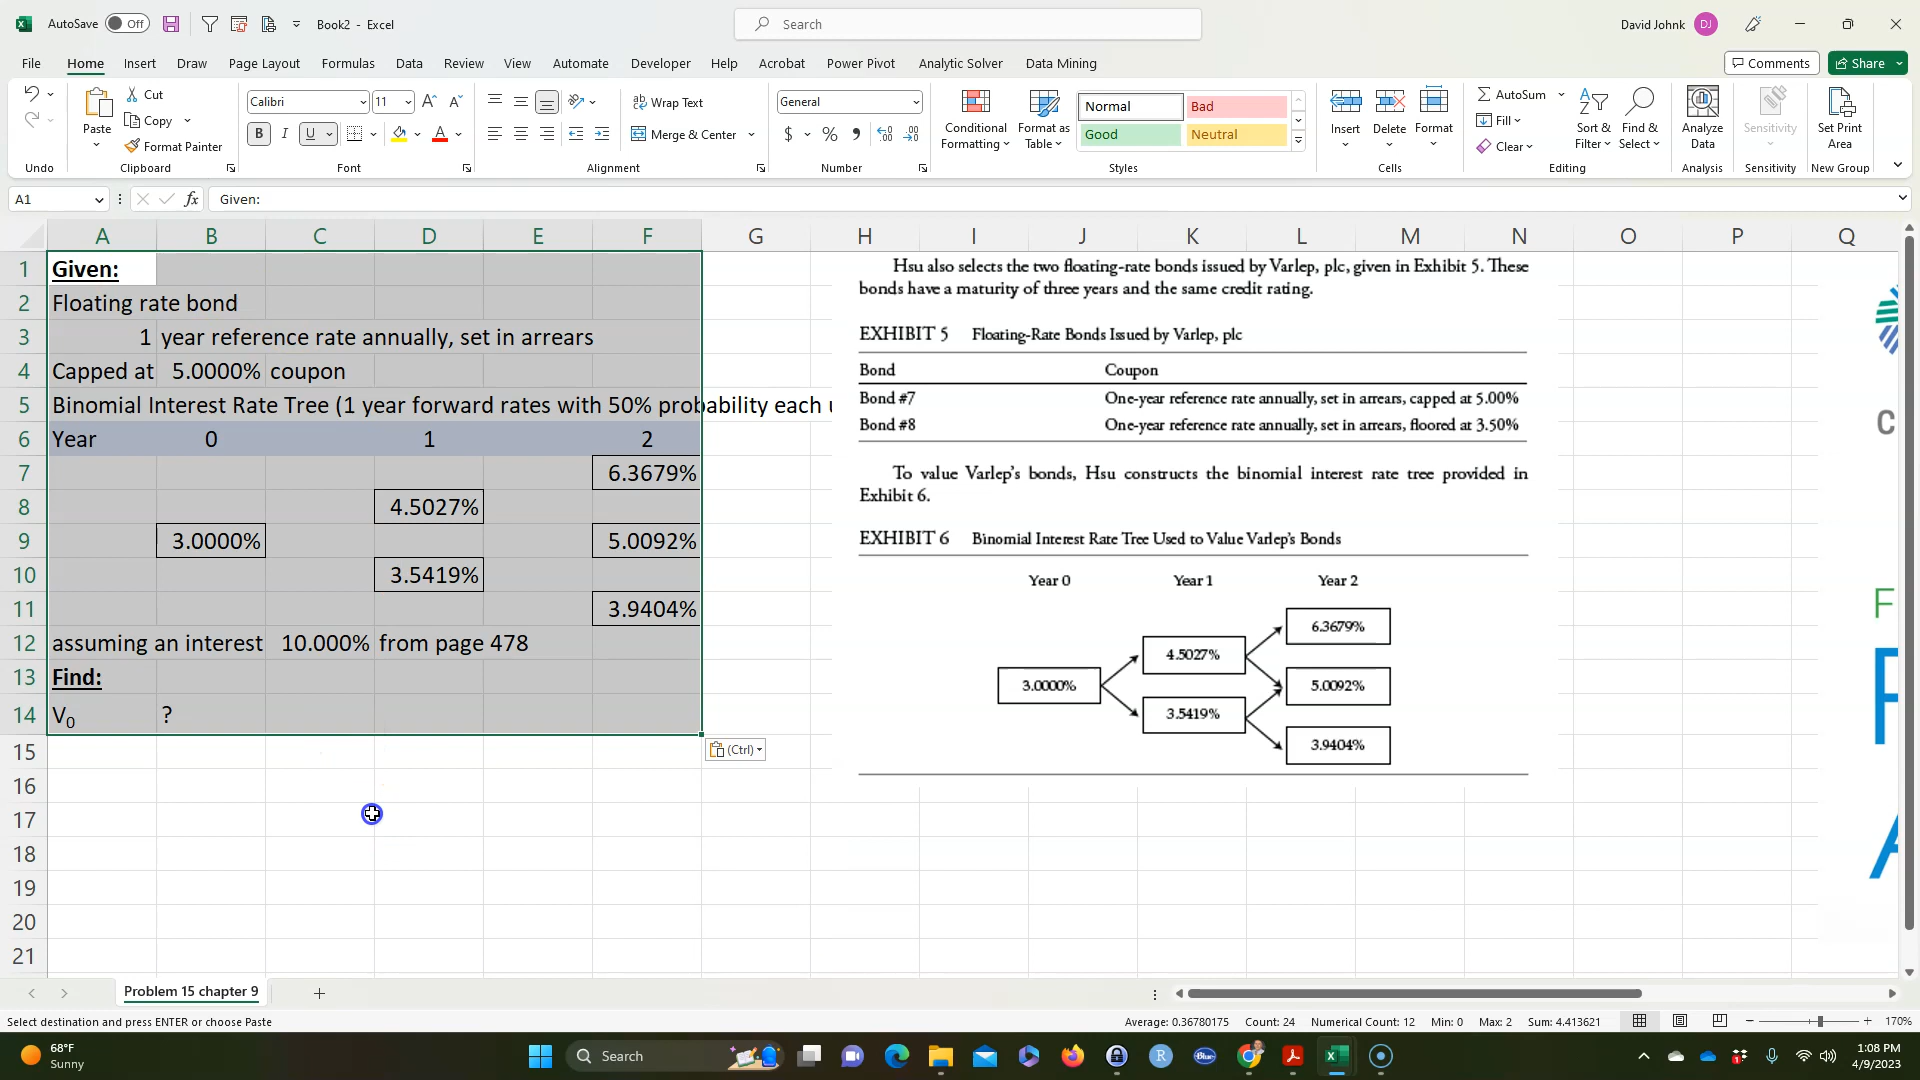 AutoSave Off Book2 - Excel Search David Johnk DJ
File Home Insert Draw Page Layout Formulas Data Review View Automate Developer Help Acrobat Power Pivot Analytic Solver Data Mining Comments Share
Paste
Cut
Copy
Format Painter
Calibri 11
B I U
Wrap Text
Merge & Center
General
$ %
Conditional Formatting
Format as Table
Normal Bad
Good Neutral
Insert Delete Format
AutoSum
Fill
Clear
Sort & Filter
Find & Select
Analyze Data
Sensitivity
Set Print Area
Undo Clipboard Font Alignment Number Styles Cells Editing Analysis Sensitivity New Group
A1 fx Given:
A B C D E F G H I J K L M N O P Q
1 Given:
2 Floating rate bond
3 1 year reference rate annually, set in arrears
4 Capped at 5.0000% coupon
5 Binomial Interest Rate Tree (1 year forward rates with 50% probability each
6 Year 0 1 2
7 6.3679%
8 4.5027%
9 3.0000% 5.0092%
10 3.5419%
11 3.9404%
12 assuming an interest 10.000% from page 478
13 Find:
14 V0 ?
(Ctrl)
15
16
17
18
19
20
21
Hsu also selects the two floating-rate bonds issued by Varlep, plc, given in Exhibit 5. These
bonds have a maturity of three years and the same credit rating.
EXHIBIT 5 Floating-Rate Bonds Issued by Varlep, plc
Bond Coupon
Bond #7 One-year reference rate annually, set in arrears, capped at 5.00%
Bond #8 One-year reference rate annually, set in arrears, floored at 3.50%
To value Varlep's bonds, Hsu constructs the binomial interest rate tree provided in
Exhibit 6.
EXHIBIT 6 Binomial Interest Rate Tree Used to Value Varlep's Bonds
Year 0 Year 1 Year 2
6.3679%
4.5027%
3.0000% 5.0092%
3.5419%
3.9404%
C
F
Problem 15 chapter 9
Select destination and press ENTER or choose Paste Average: 0.36780175 Count: 24 Numerical Count: 12 Min: 0 Max: 2 Sum: 4.413621 170%
68°F
Sunny
Search
1:08 PM
4/9/2023